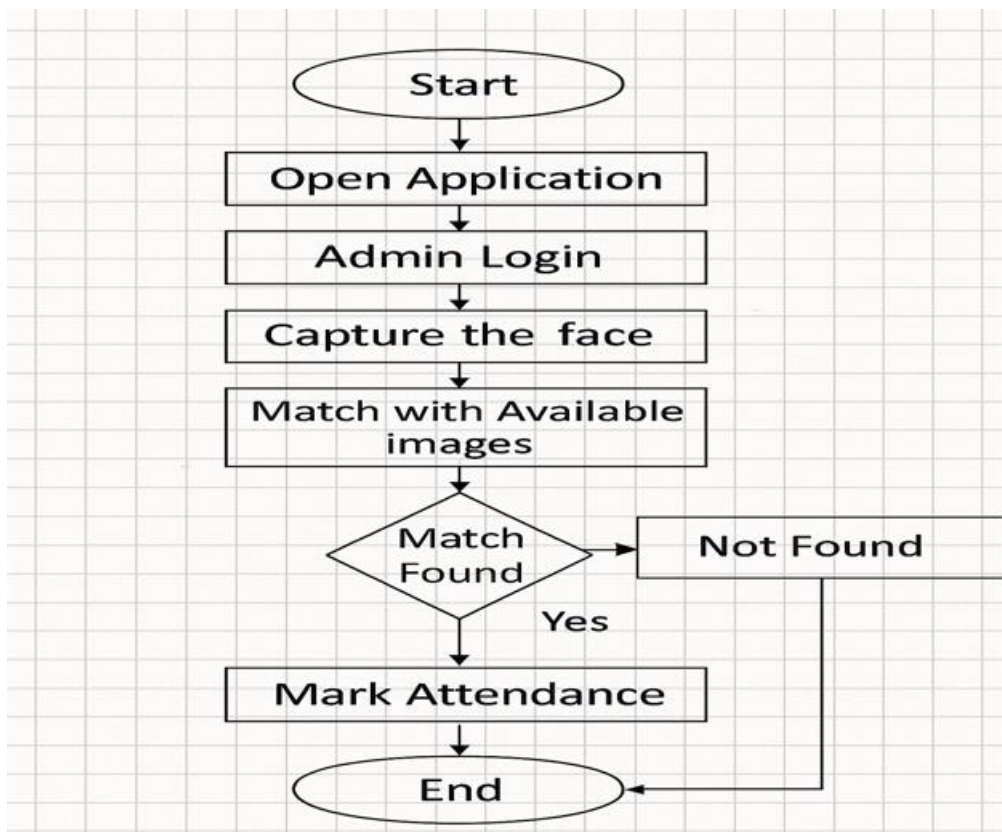 Start
Open Application
Admin Login
Capture the face
Match with Available
images
Match
Found
Not Found
Yes
Mark Attendance
End